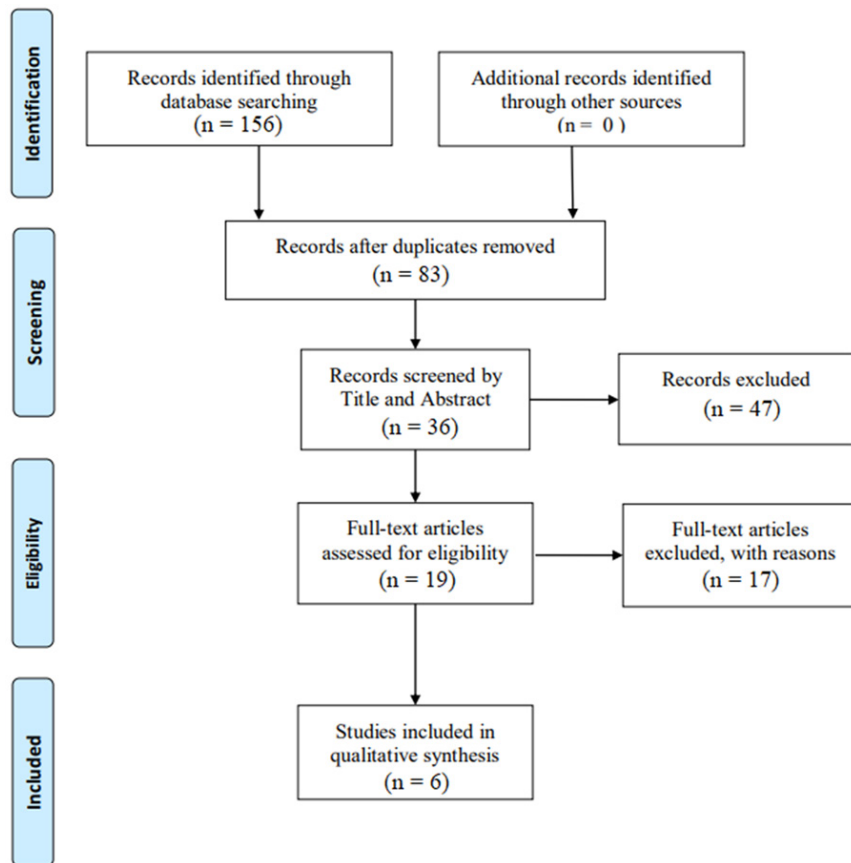 Identification
Records identified through
database searching
(n = 156)
Additional records identified
through other sources
(n = 0 )
Screening
Records after duplicates removed
(n = 83)
Records screened by
Title and Abstract
(n = 36)
Records excluded
(n = 47)
Eligibility
Full-text articles
assessed for eligibility
(n = 19)
Full-text articles
excluded, with reasons
(n = 17)
Included
Studies included in
qualitative synthesis
(n = 6)